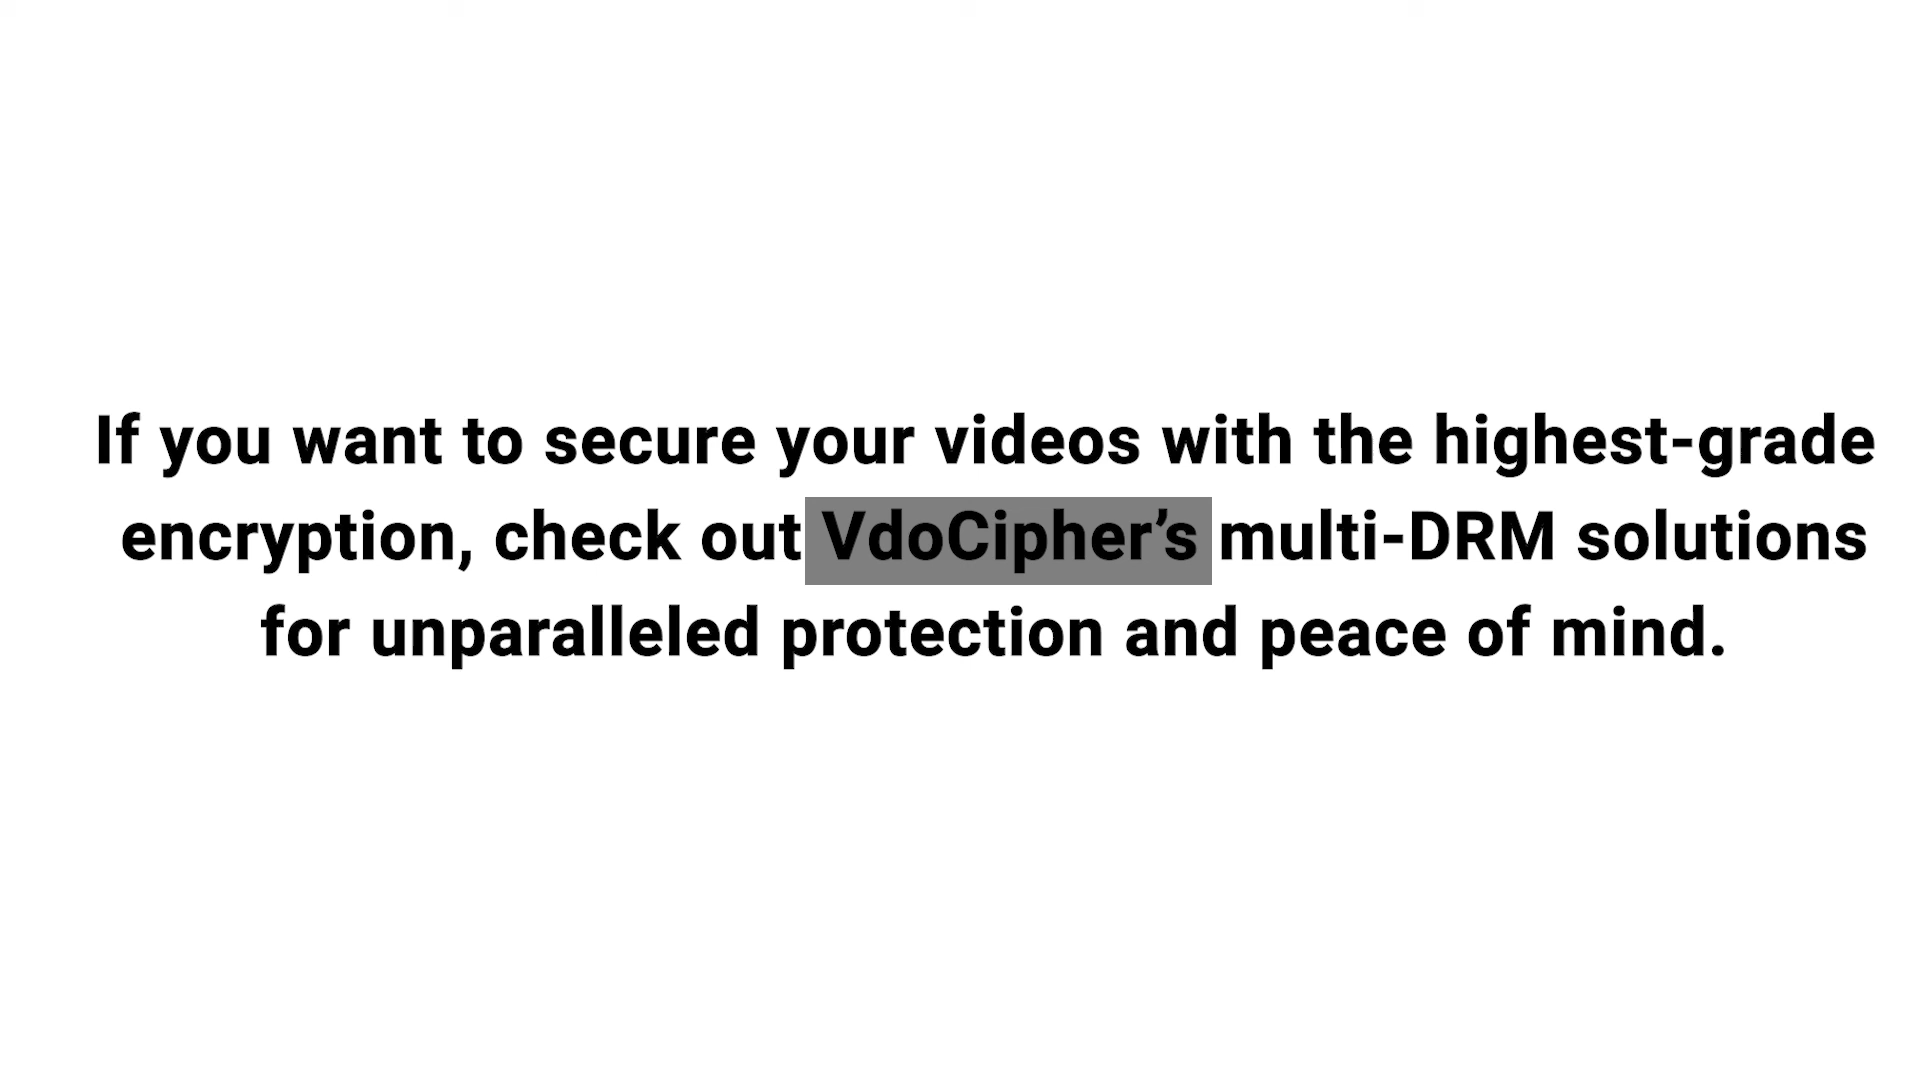 If you want to secure your videos with the highest-grade
encryption, check out VdoCipher’s multi-DRM solutions
for unparalleled protection and peace of mind.